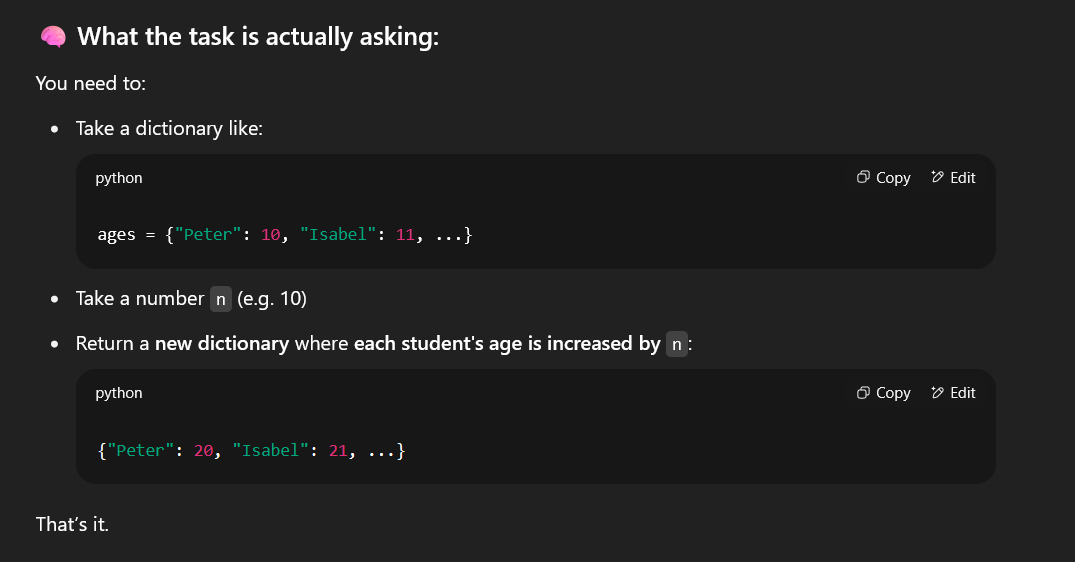 🧠 What the task is actually asking:
You need to:
• Take a dictionary like:
python Copy Edit
ages = {"Peter": 10, "Isabel": 11, ...}
• Take a number n (e.g. 10)
• Return a new dictionary where each student's age is increased by n:
python Copy Edit
{"Peter": 20, "Isabel": 21, ...}
That’s it.